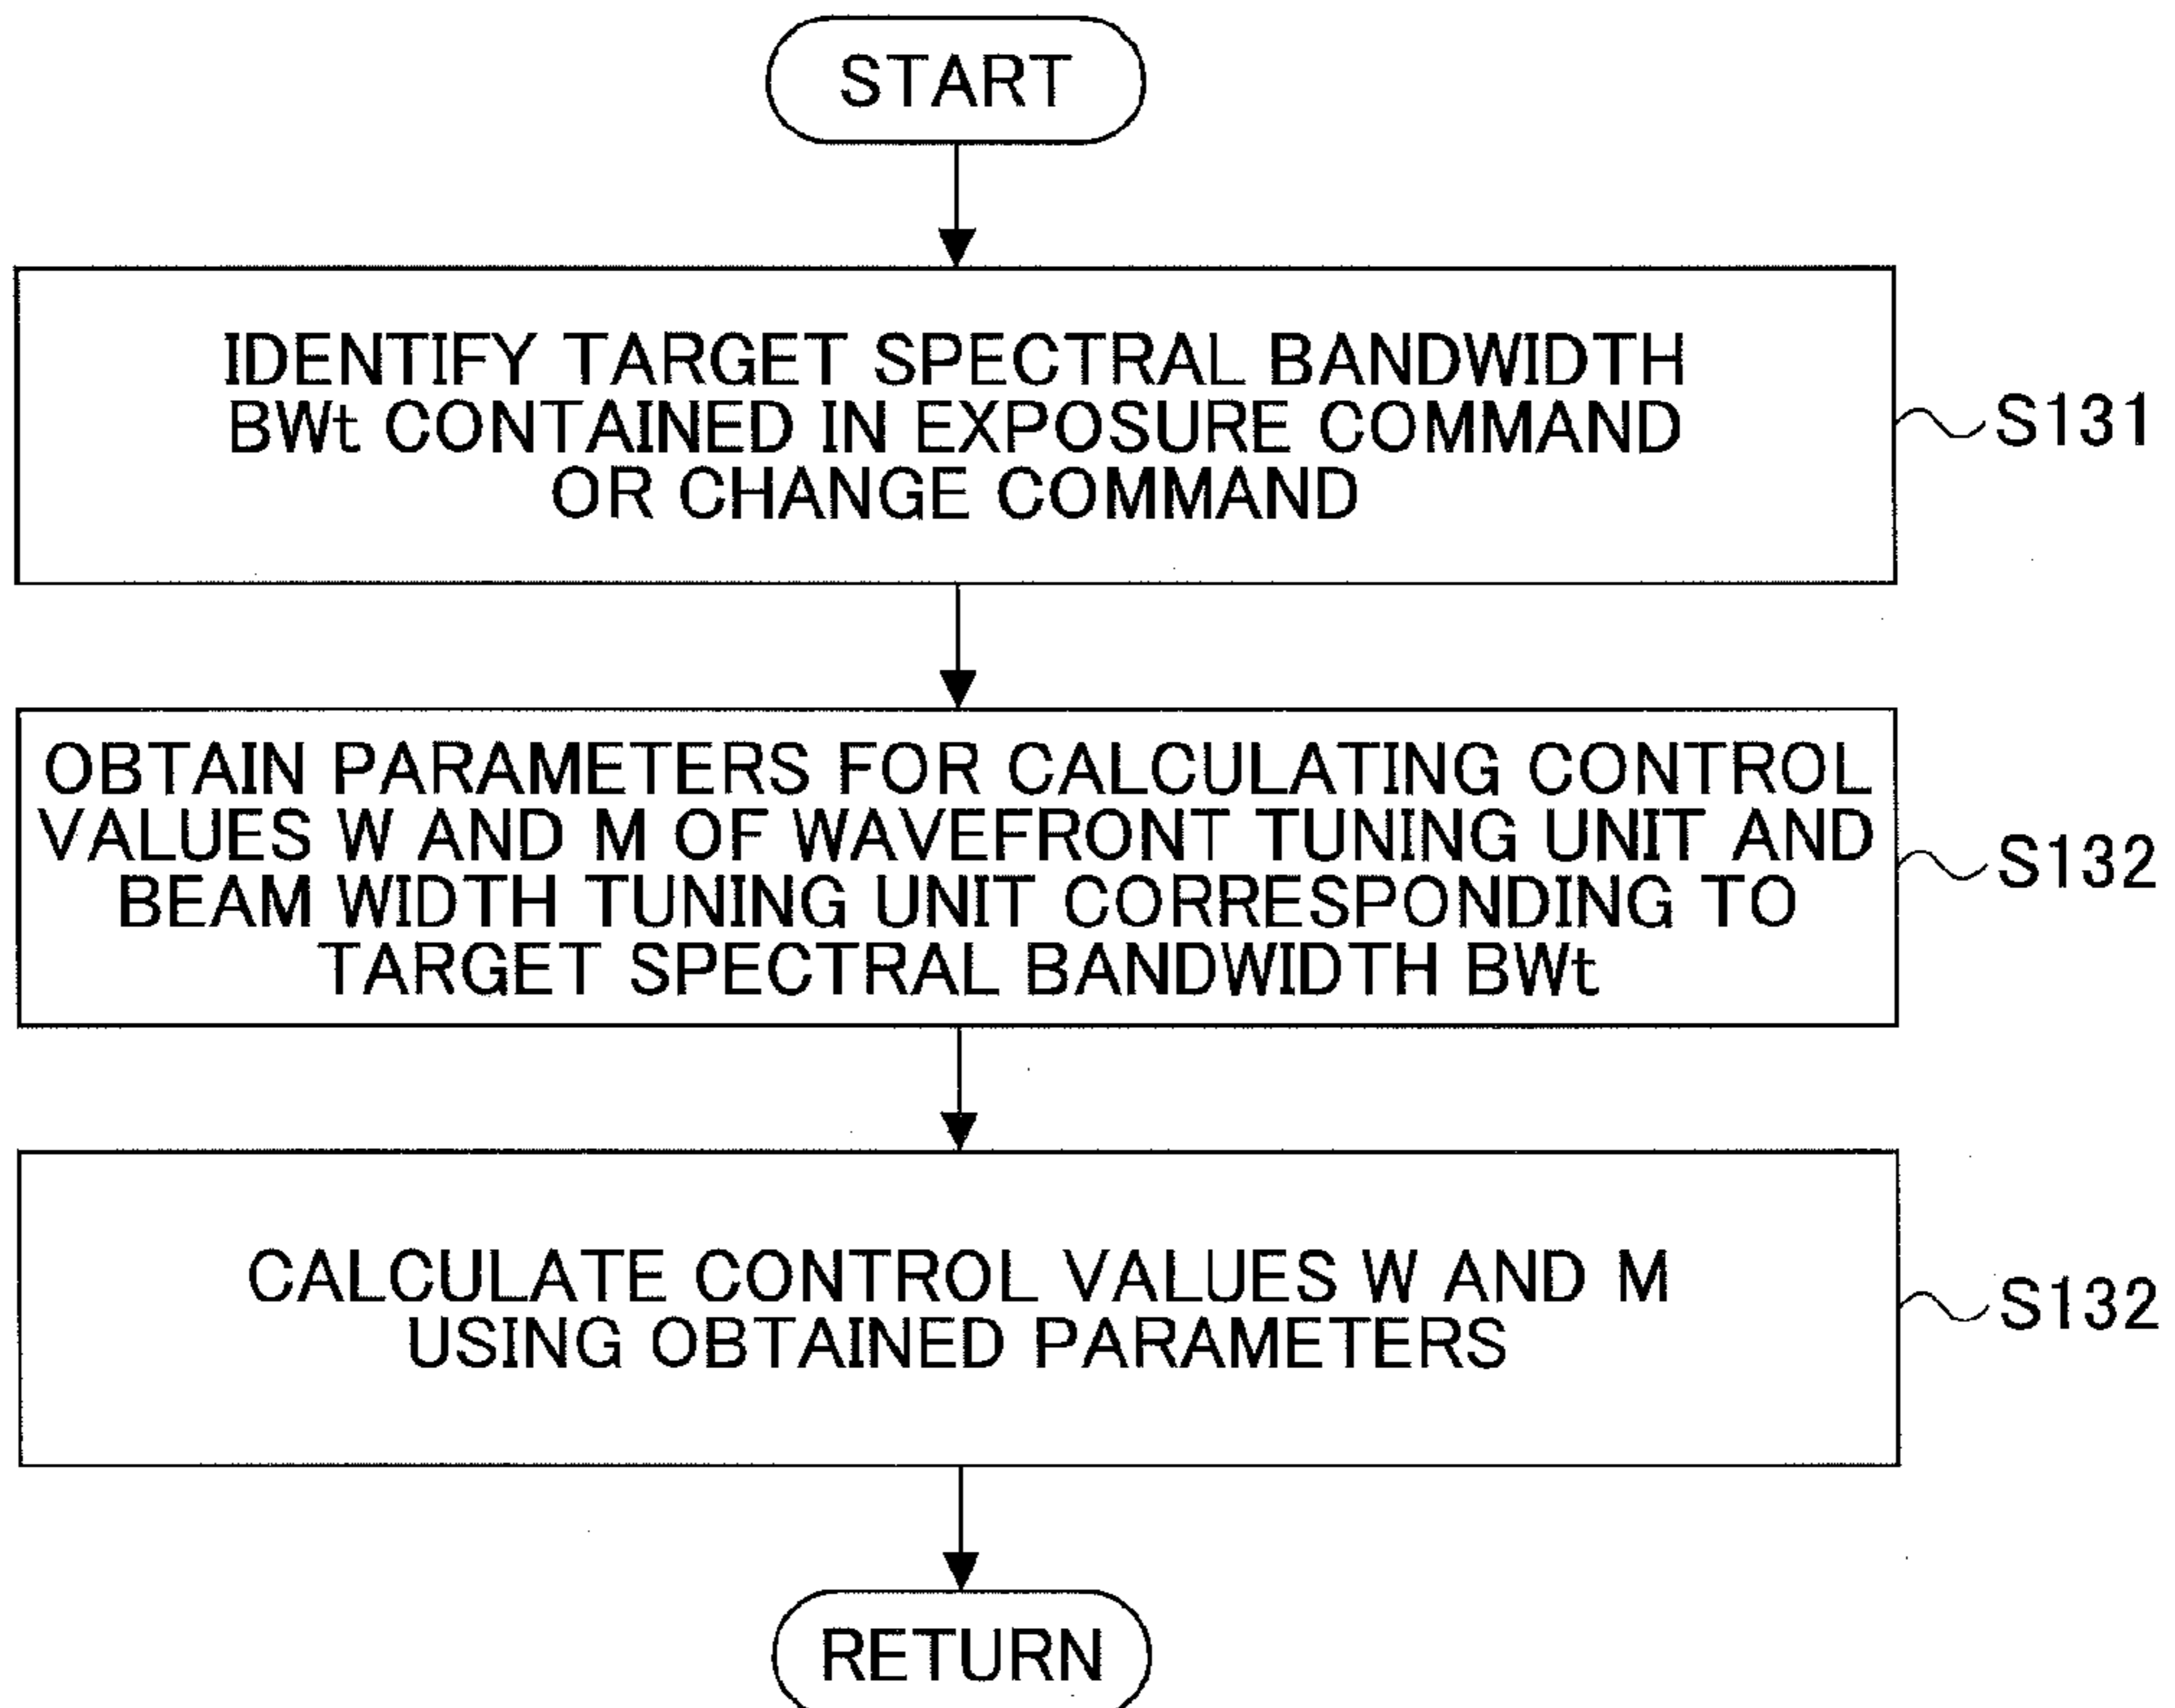 START
IDENTIFY TARGET SPECTRAL BANDWIDTH
BWt CONTAINED IN EXPOSURE COMMAND
OR CHANGE COMMAND
S131
OBTAIN PARAMETERS FOR CALCULATING CONTROL
VALUES W AND M OF WAVEFRONT TUNING UNIT AND
BEAM WIDTH TUNING UNIT CORRESPONDING TO
TARGET SPECTRAL BANDWIDTH BWt
S132
CALCULATE CONTROL VALUES W AND M
USING OBTAINED PARAMETERS
S132
RETURN